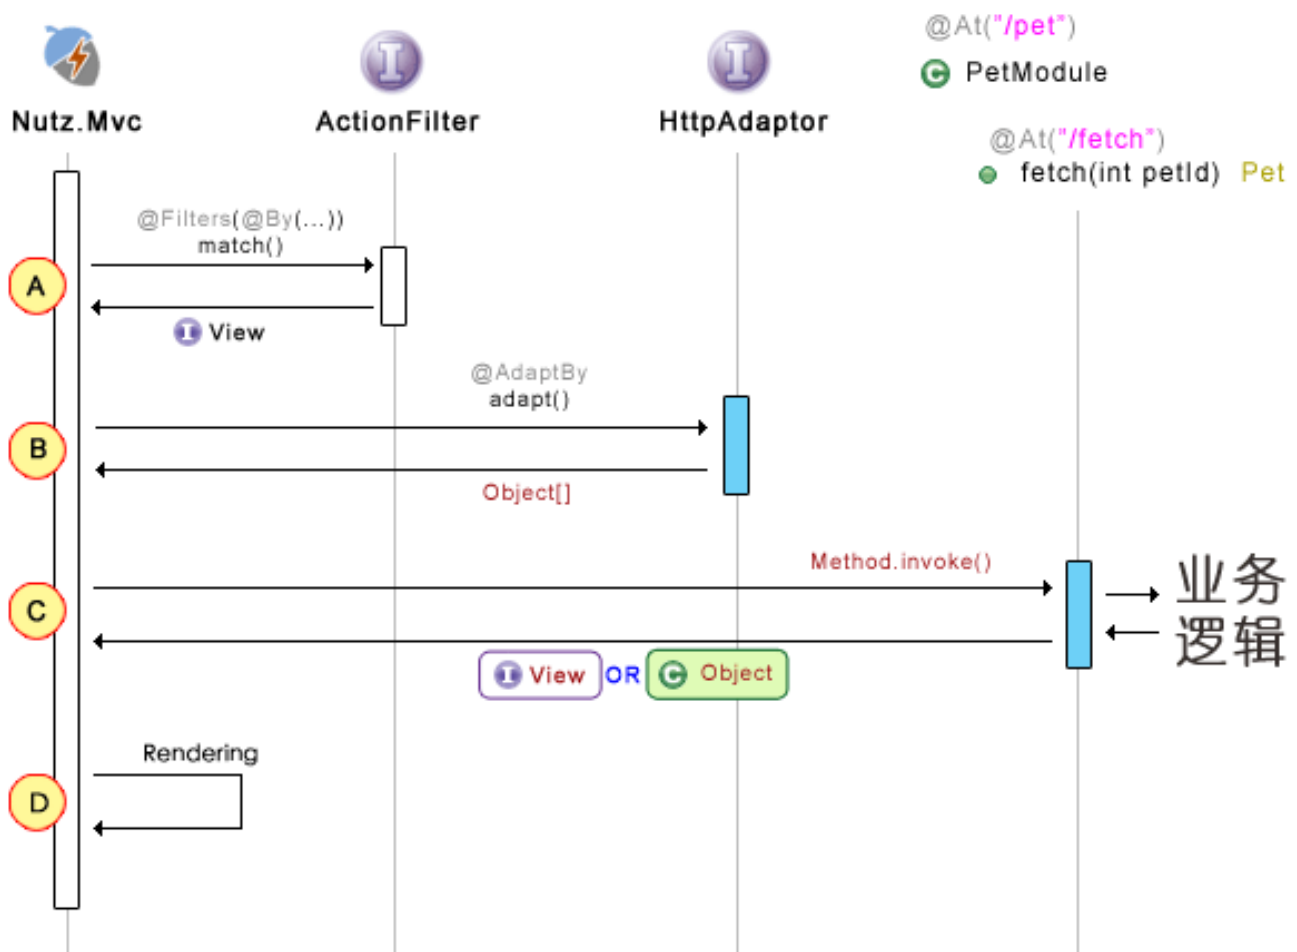 @At("/pet")
C PetModule
I
I
Nutz.Mvc
ActionFilter
HttpAdaptor
@At("/fetch")
fetch(int petId) Pet
@Filters(@By(...))
match()
A
I View
@AdaptBy
adapt()
B
Object[]
Method.invoke()
C
业务
逻辑
I View OR C Object
Rendering
D